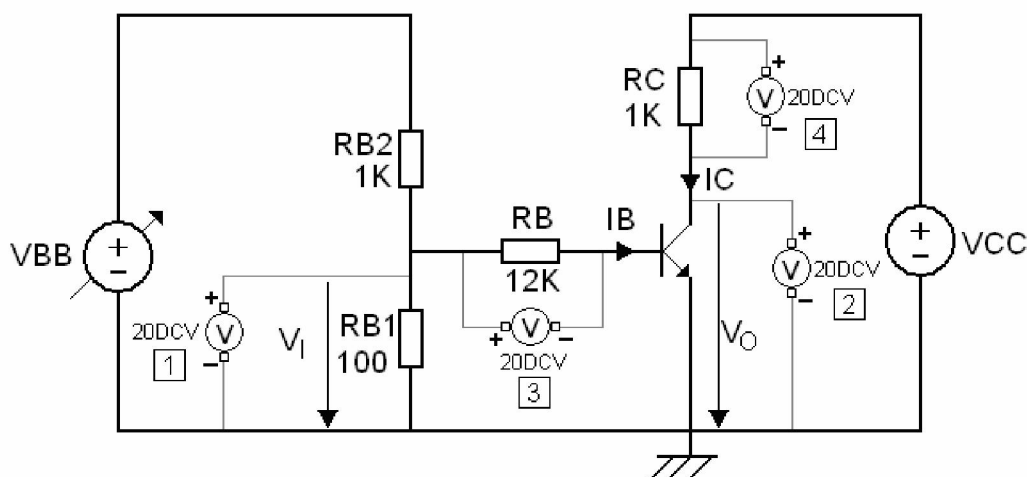 RC
1K
+
V
20DCV
−
4
RB2
1K
IC
RB
IB
VBB
+
−
12K
+
V
20DCV
−
2
+
−
VCC
+
20DCV
V
−
1
VI
RB1
100
+
V
−
20DCV
3
VO